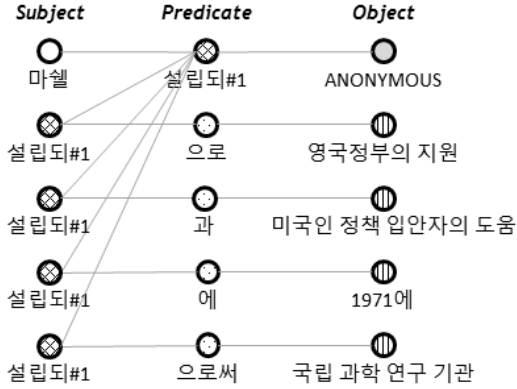 Subject Predicate Object
마쉘 설립되#1 ANONYMOUS
설립되#1 으로 영국정부의 지원
설립되#1 과 미국인 정책 입안자의 도움
설립되#1 에 1971에
설립되#1 으로써 국립 과학 연구 기관